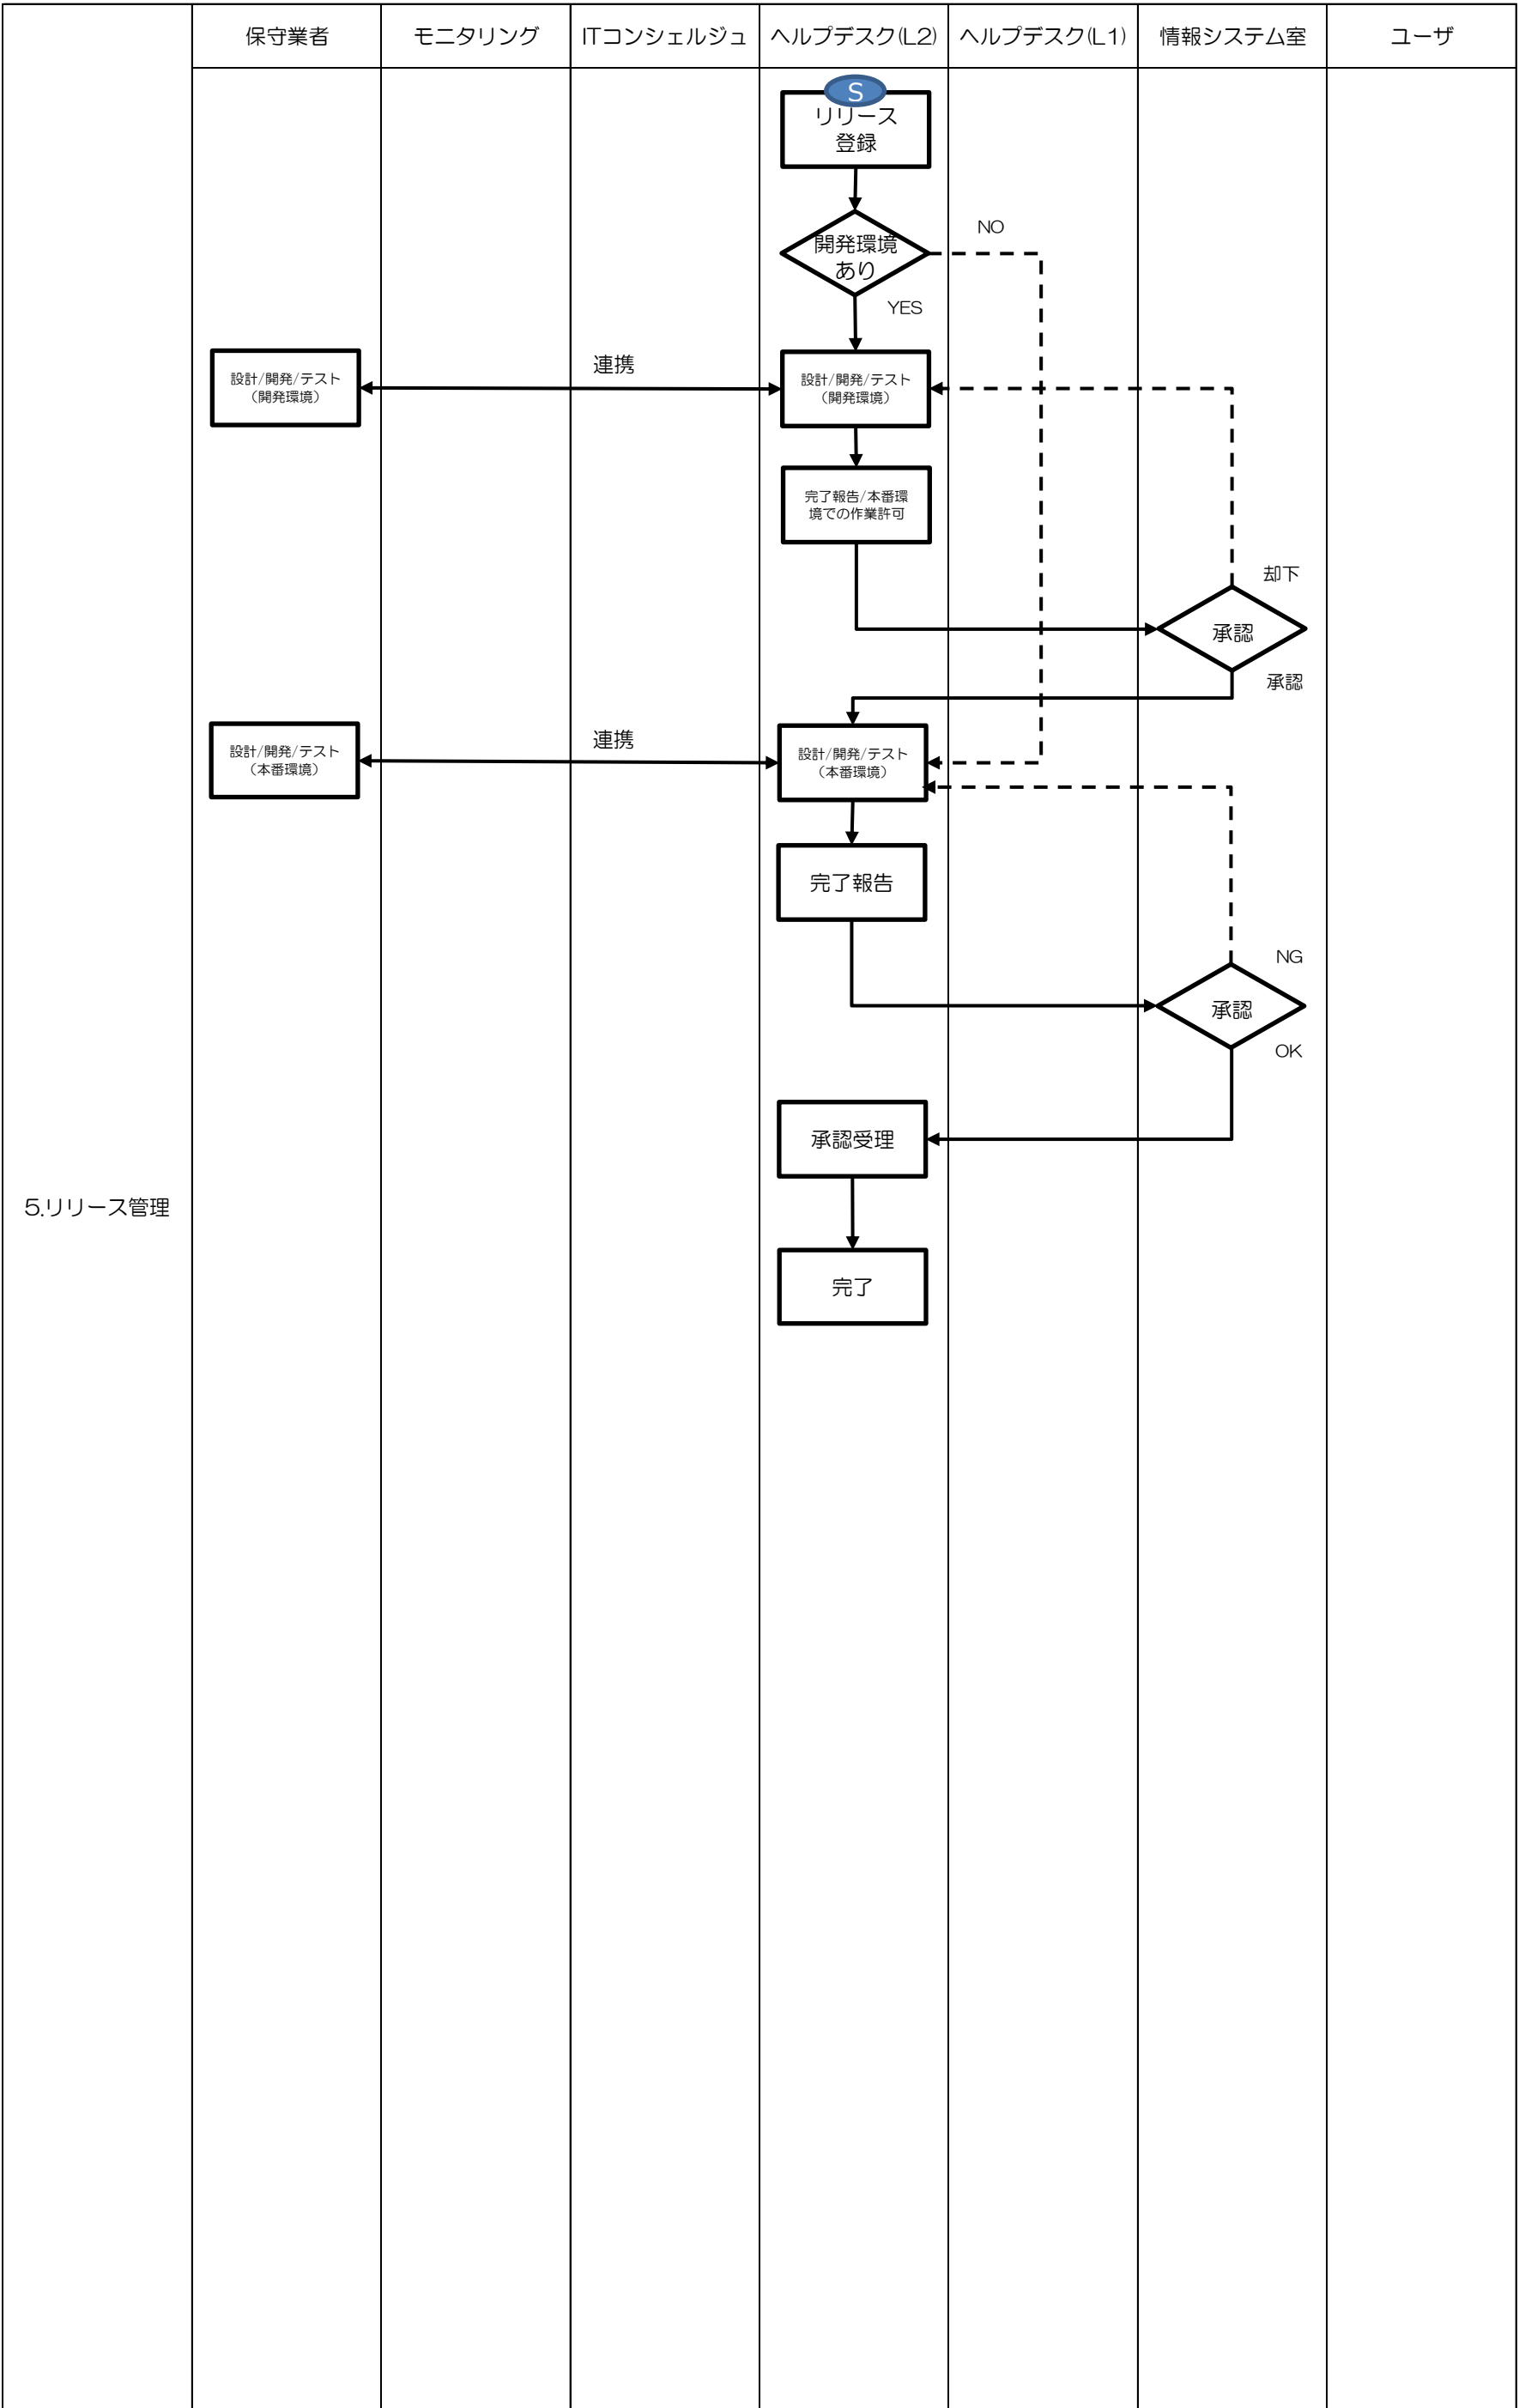 保守業者
モニタリング
ITコンシェルジュ
ヘルプデスク(L2)
ヘルプデスク(L1)
情報システム室
ユーザ
S
リリース
登録
NO
開発環境
あり
YES
設計/開発/テスト
（開発環境）
連携
設計/開発/テスト
（開発環境）
完了報告/本番環
境での作業許可
却下
承認
承認
設計/開発/テスト
（本番環境）
連携
設計/開発/テスト
（本番環境）
完了報告
NG
承認
OK
承認受理
5.リリース管理
完了